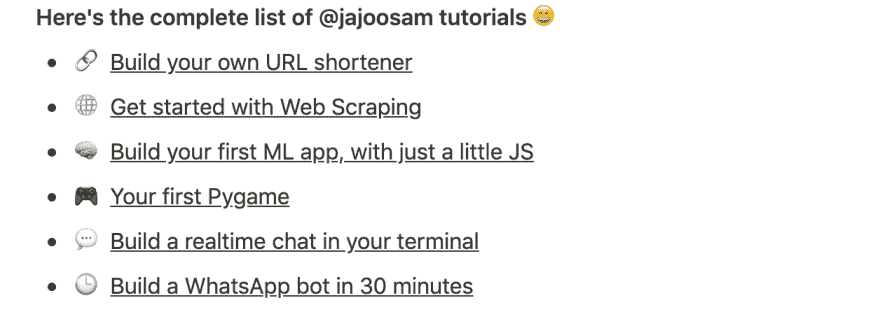 Here's the complete list of @jajoosam tutorials 😁
• 🔗 Build your own URL shortener
• 🌐 Get started with Web Scraping
• 🧠 Build your first ML app, with just a little JS
• 🎮 Your first Pygame
• 💬 Build a realtime chat in your terminal
• 🕒 Build a WhatsApp bot in 30 minutes